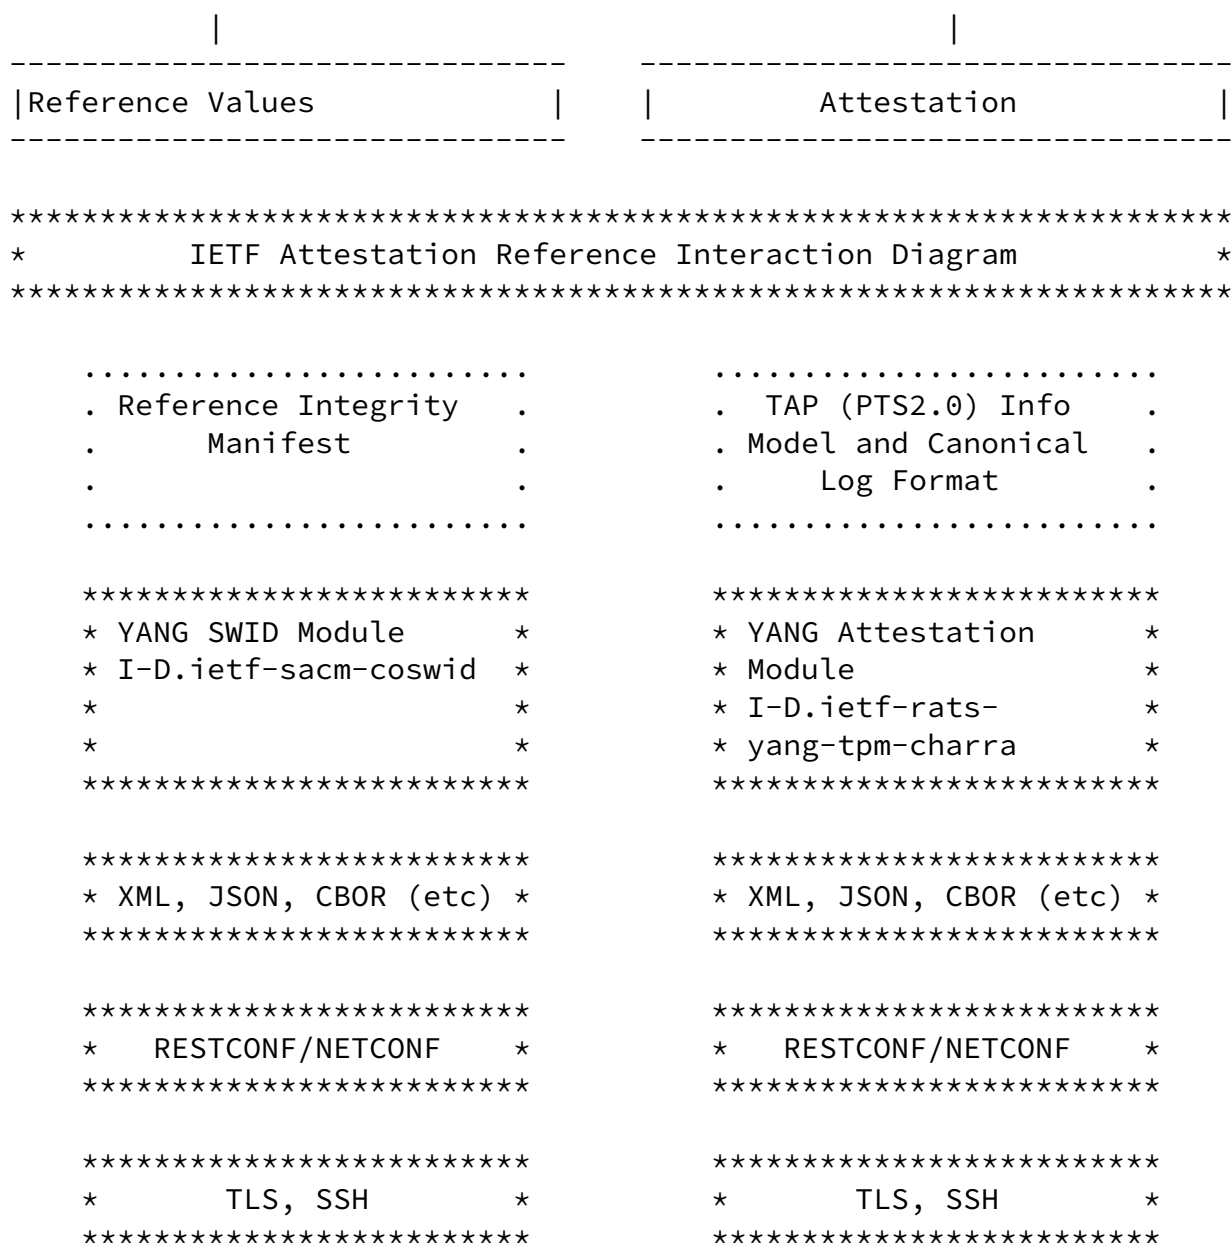 |                                         |
-------------------------------    ---------------------------------
|Reference Values             |    |         Attestation           |
-------------------------------    ---------------------------------

********************************************************************
*         IETF Attestation Reference Interaction Diagram           *
********************************************************************

    .........................          .........................
    . Reference Integrity   .          .  TAP (PTS2.0) Info    .
    .      Manifest         .          . Model and Canonical   .
    .                       .          .     Log Format        .
    .........................          .........................

    *************************          *************************
    * YANG SWID Module      *          * YANG Attestation      *
    * I-D.ietf-sacm-coswid  *          * Module                *
    *                       *          * I-D.ietf-rats-        *
    *                       *          * yang-tpm-charra       *
    *************************          *************************

    *************************          *************************
    * XML, JSON, CBOR (etc) *          * XML, JSON, CBOR (etc) *
    *************************          *************************

    *************************          *************************
    *   RESTCONF/NETCONF    *          *   RESTCONF/NETCONF    *
    *************************          *************************

    *************************          *************************
    *       TLS, SSH        *          *       TLS, SSH        *
    *************************          *************************